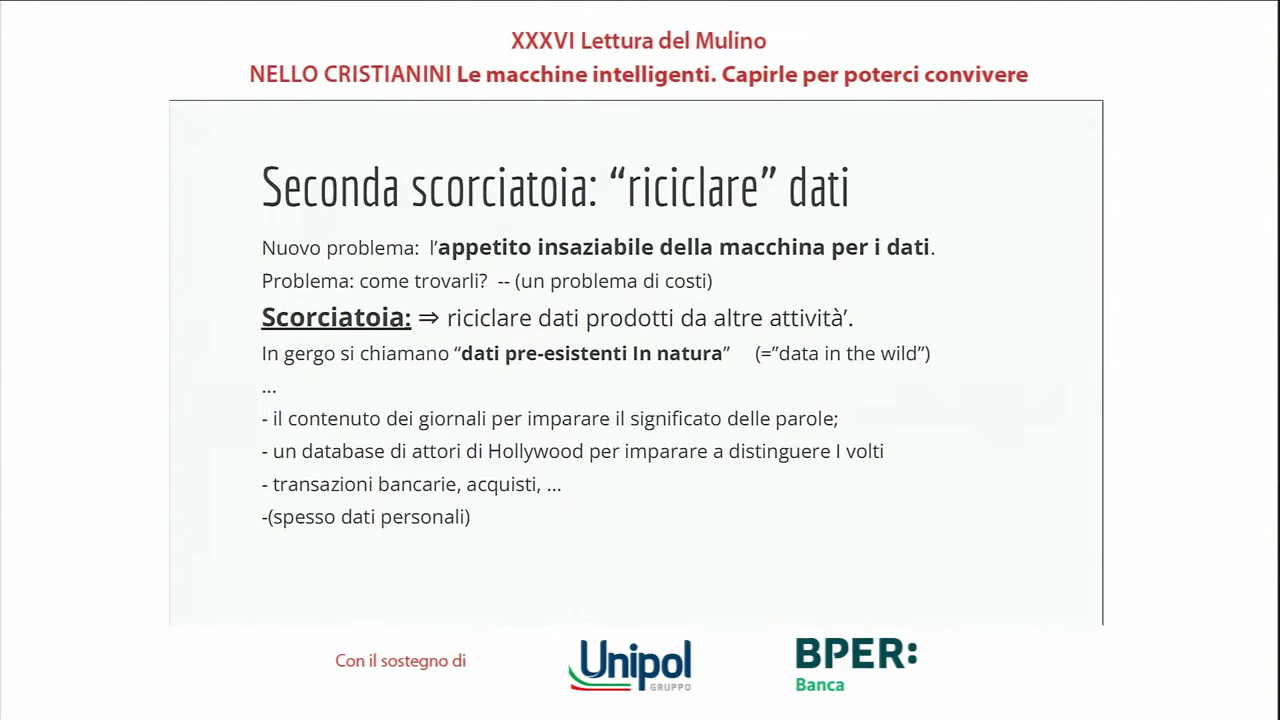 XXXVI Lettura del Mulino
NELLO CRISTIANINI Le macchine intelligenti. Capirle per poterci convivere
Seconda scorciatoia: “riciclare” dati
Nuovo problema: l’appetito insaziabile della macchina per i dati.
Problema: come trovarli? -- (un problema di costi)
Scorciatoia: ⇒ riciclare dati prodotti da altre attività’.
In gergo si chiamano “dati pre-esistenti In natura” (=”data in the wild”)
...
- il contenuto dei giornali per imparare il significato delle parole;
- un database di attori di Hollywood per imparare a distinguere I volti
- transazioni bancarie, acquisti, ...
-(spesso dati personali)
Con il sostegno di
Unipol
GRUPPO
BPER:
Banca